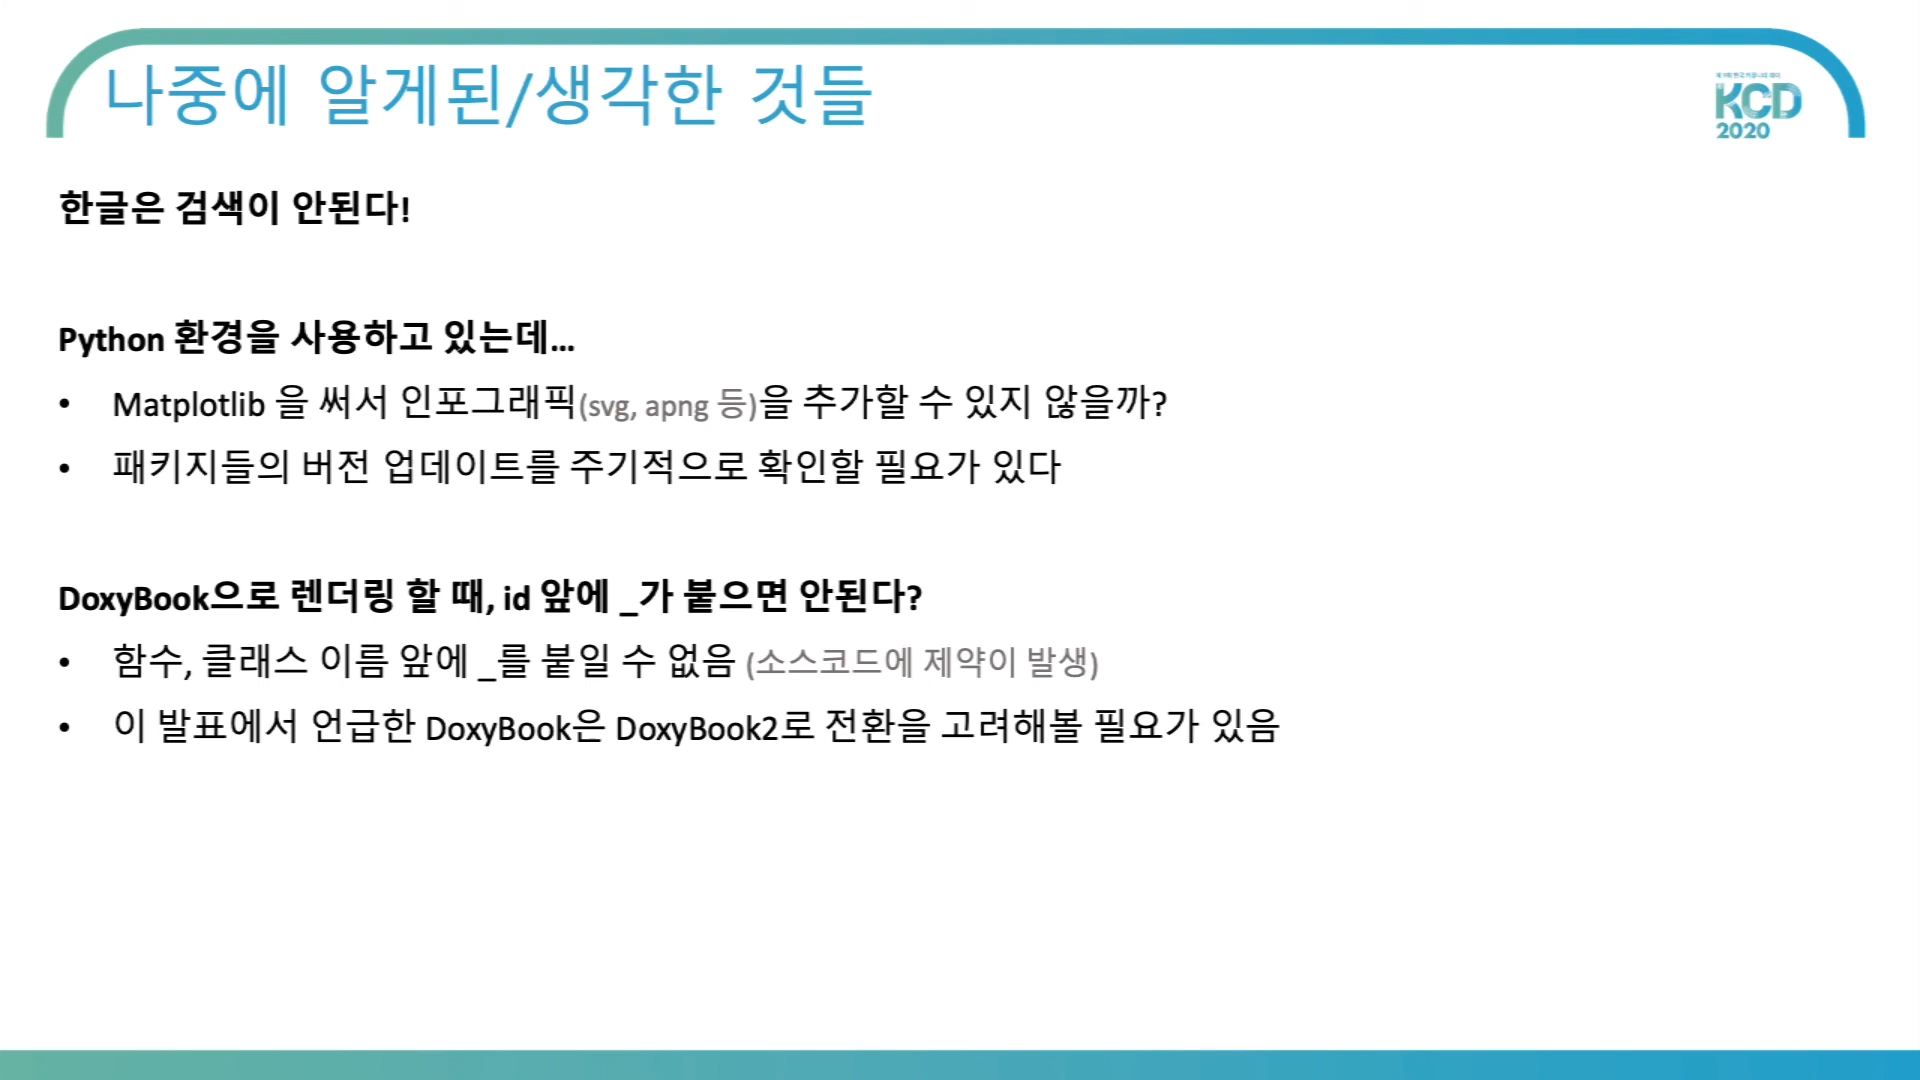 나중에 알게된/생각한 것들
KCD
2020
한글은 검색이 안된다!
Python 환경을 사용하고 있는데...
• Matplotlib 을 써서 인포그래픽(svg, apng 등)을 추가할 수 있지 않을까?
• 패키지들의 버전 업데이트를 주기적으로 확인할 필요가 있다
DoxyBook으로 렌더링 할 때, id 앞에 _가 붙으면 안된다?
• 함수, 클래스 이름 앞에 _를 붙일 수 없음 (소스코드에 제약이 발생)
• 이 발표에서 언급한 DoxyBook은 DoxyBook2로 전환을 고려해볼 필요가 있음